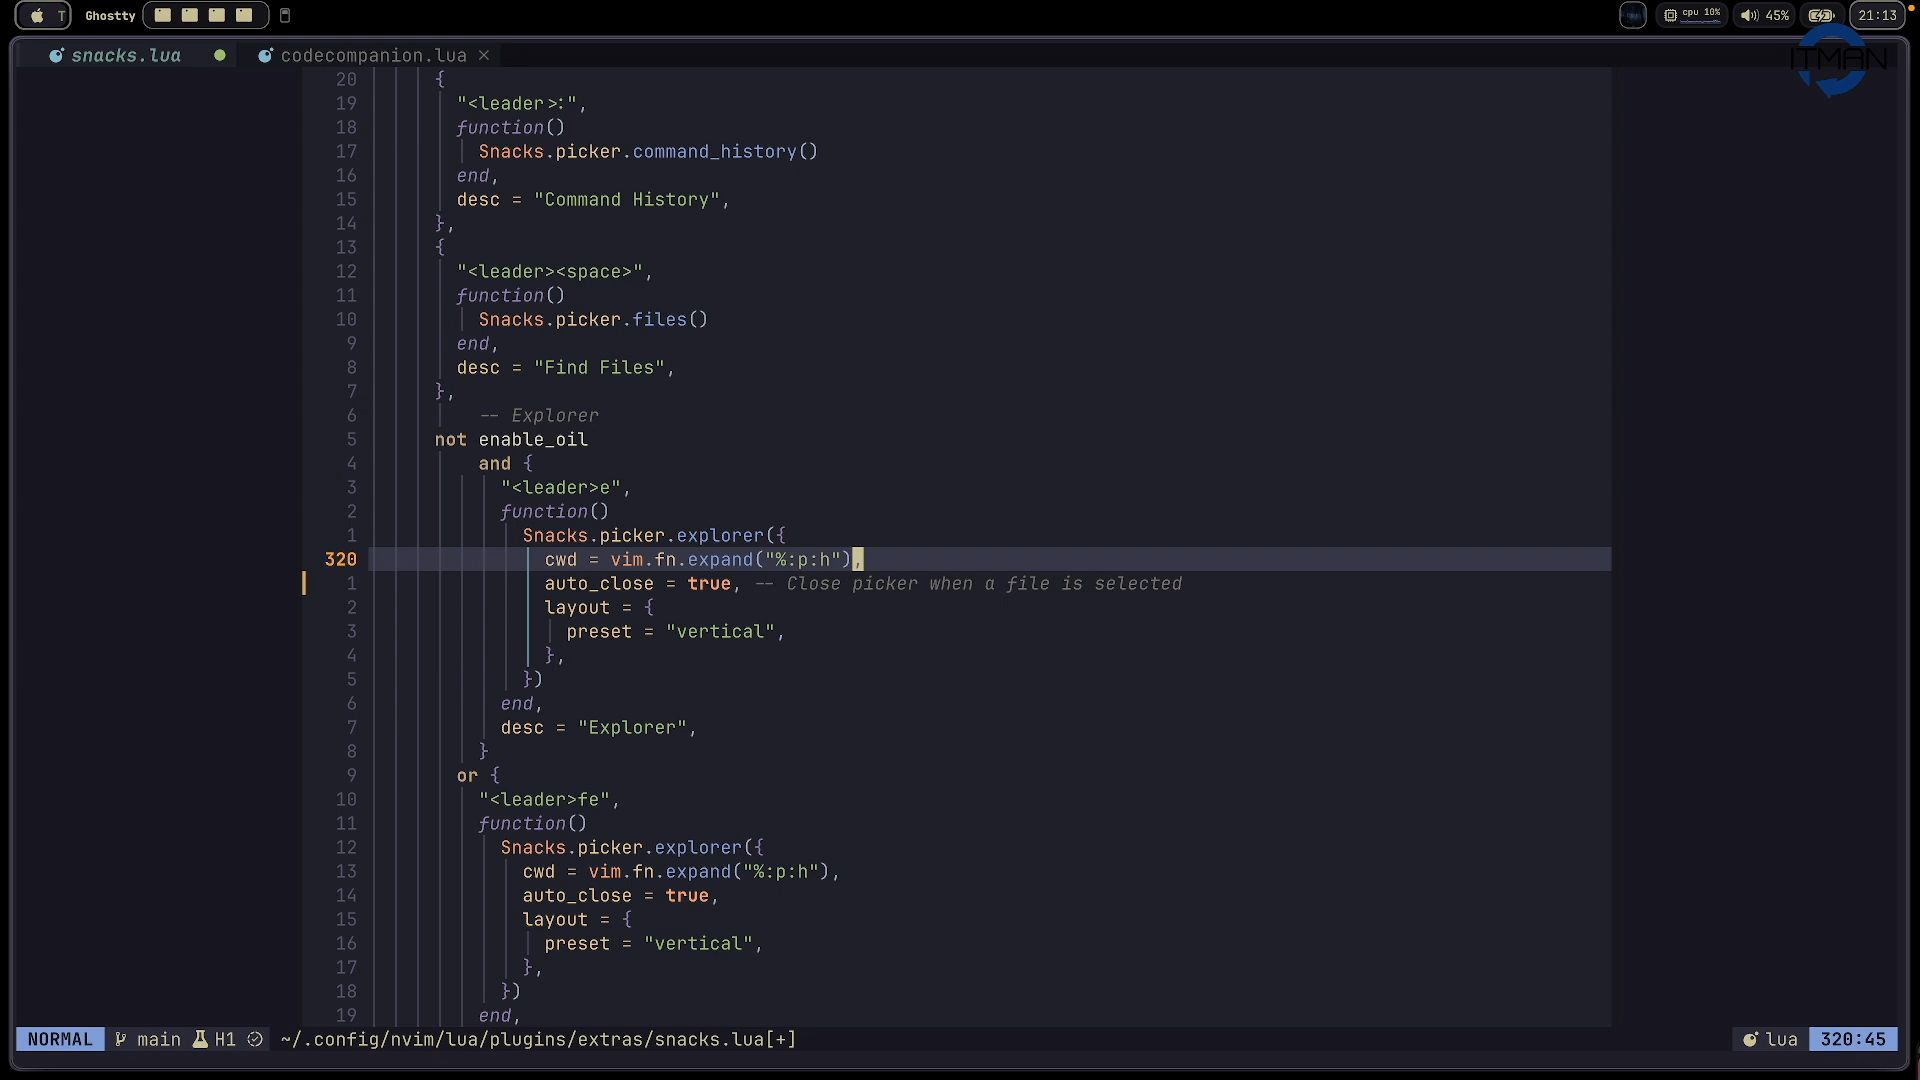 T Ghostty cpu 10% 45% 21:13
snacks.lua codecompanion.lua ×
ITMAN
20 {
19 "<leader>:",
18 function()
17 Snacks.picker.command_history()
16 end,
15 desc = "Command History",
14 },
13 {
12 "<leader><space>",
11 function()
10 Snacks.picker.files()
9 end,
8 desc = "Find Files",
7 },
6 -- Explorer
5 not enable_oil
4 and {
3 "<leader>e",
2 function()
1 Snacks.picker.explorer({
320 cwd = vim.fn.expand("%:p:h"),
1 auto_close = true, -- Close picker when a file is selected
2 layout = {
3 preset = "vertical",
4 },
5 })
6 end,
7 desc = "Explorer",
8 }
9 or {
10 "<leader>fe",
11 function()
12 Snacks.picker.explorer({
13 cwd = vim.fn.expand("%:p:h"),
14 auto_close = true,
15 layout = {
16 preset = "vertical",
17 },
18 })
19 end,
NORMAL main H1 ~/.config/nvim/lua/plugins/extras/snacks.lua[+] lua 320:45